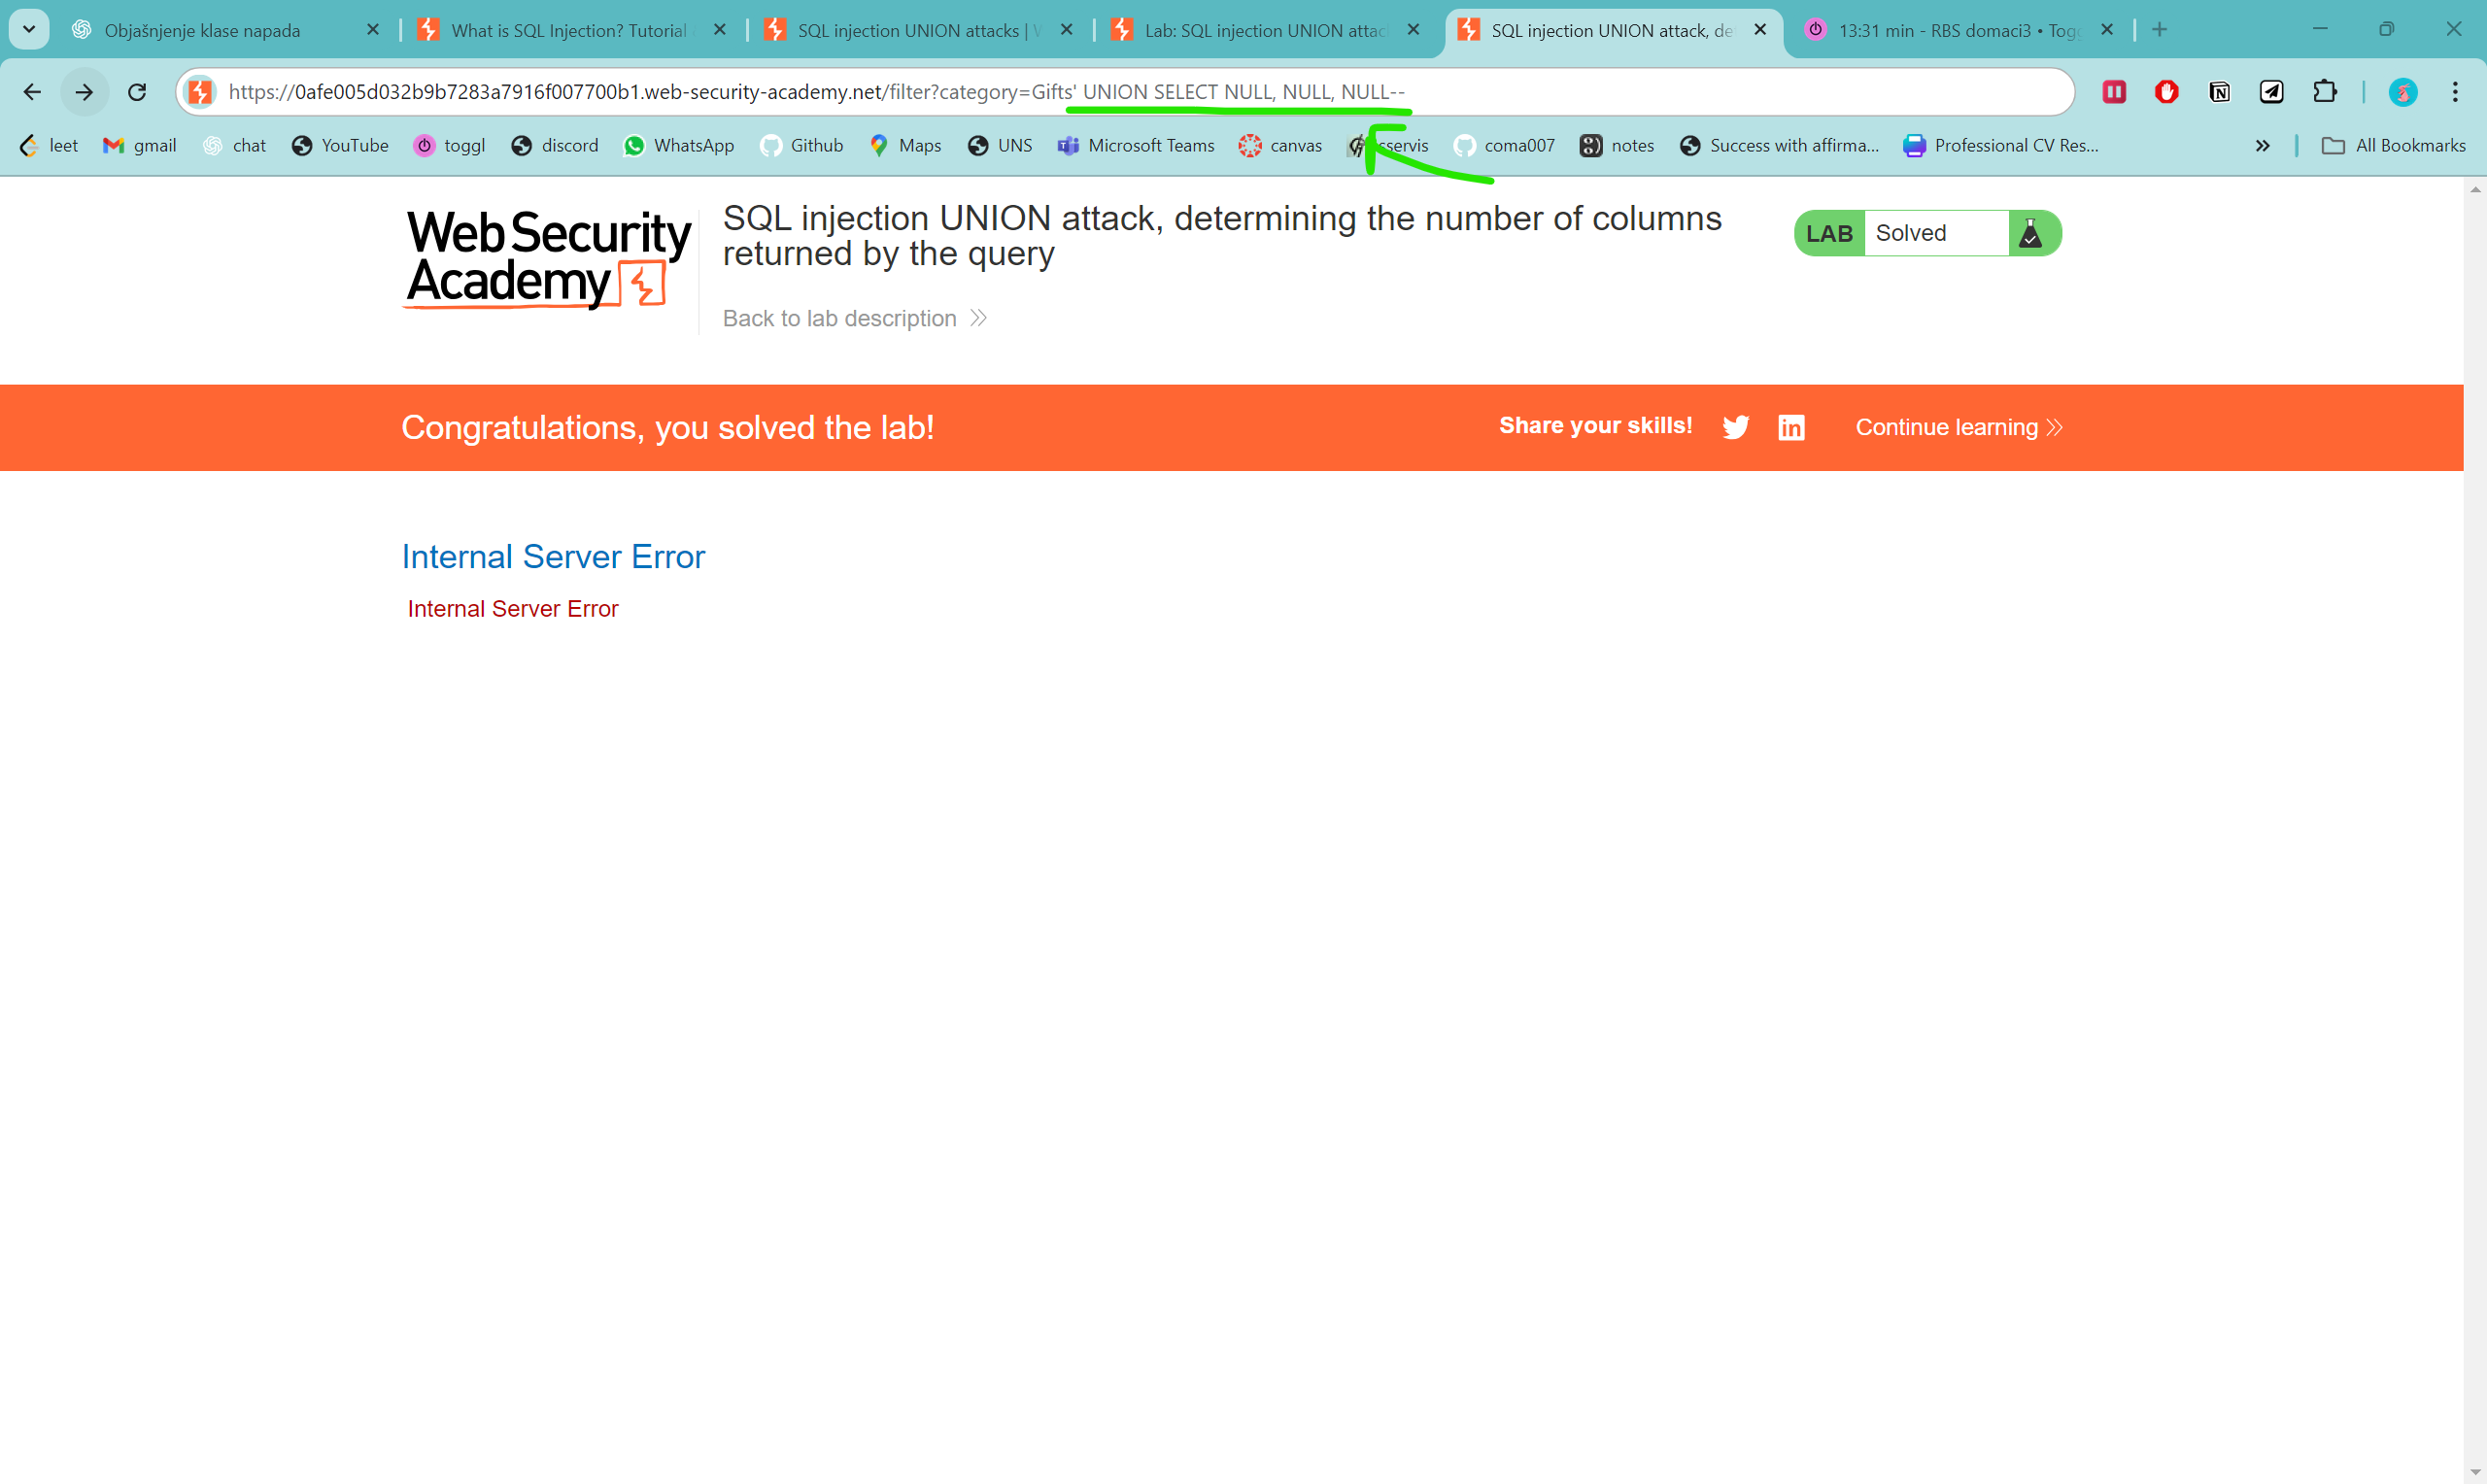 Objašnjenje klase napada
What is SQL Injection? Tutorial
SQL injection UNION attacks |
Lab: SQL injection UNION attac
SQL injection UNION attack, de
13:31 min - RBS domaci3 • Togg
https://0afe005d032b9b7283a7916f007700b1.web-security-academy.net/filter?category=Gifts' UNION SELECT NULL, NULL, NULL--
leet
gmail
chat
YouTube
toggl
discord
WhatsApp
Github
Maps
UNS
Microsoft Teams
canvas
coma007
notes
Success with affirma...
Professional CV Res...
All Bookmarks
WebSecurity
Academy
SQL injection UNION attack, determining the number of columns
returned by the query
Back to lab description
LAB Solved
Congratulations, you solved the lab!
Share your skills!
Continue learning
Internal Server Error
Internal Server Error